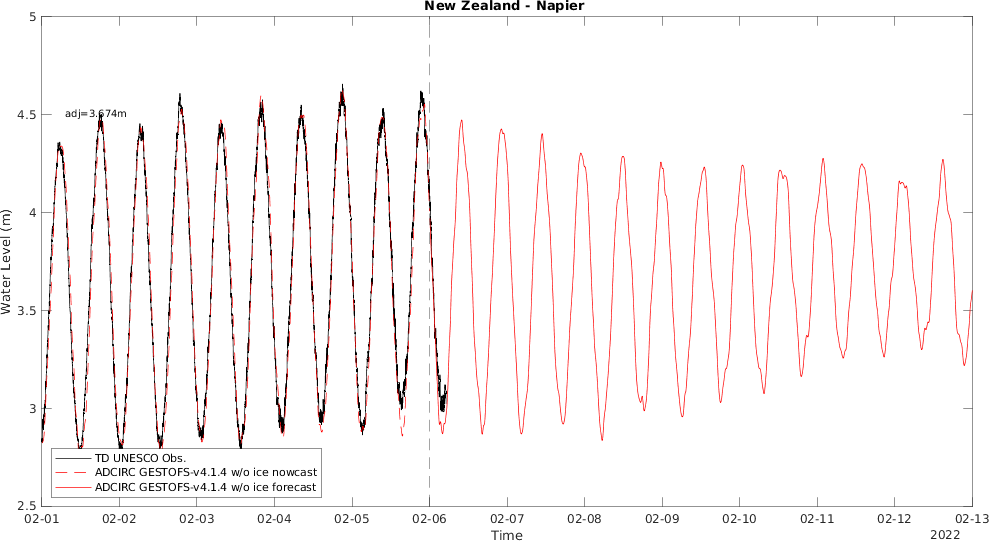 New Zealand - Napier
5
4.5
4
3.5
3
2.5
Water Level (m)
adj=3.674m
TD UNESCO Obs.
ADCIRC GESTOFS-v4.1.4 w/o ice nowcast
ADCIRC GESTOFS-v4.1.4 w/o ice forecast
02-01 02-02 02-03 02-04 02-05 02-06 02-07 02-08 02-09 02-10 02-11 02-12 02-13
Time
2022